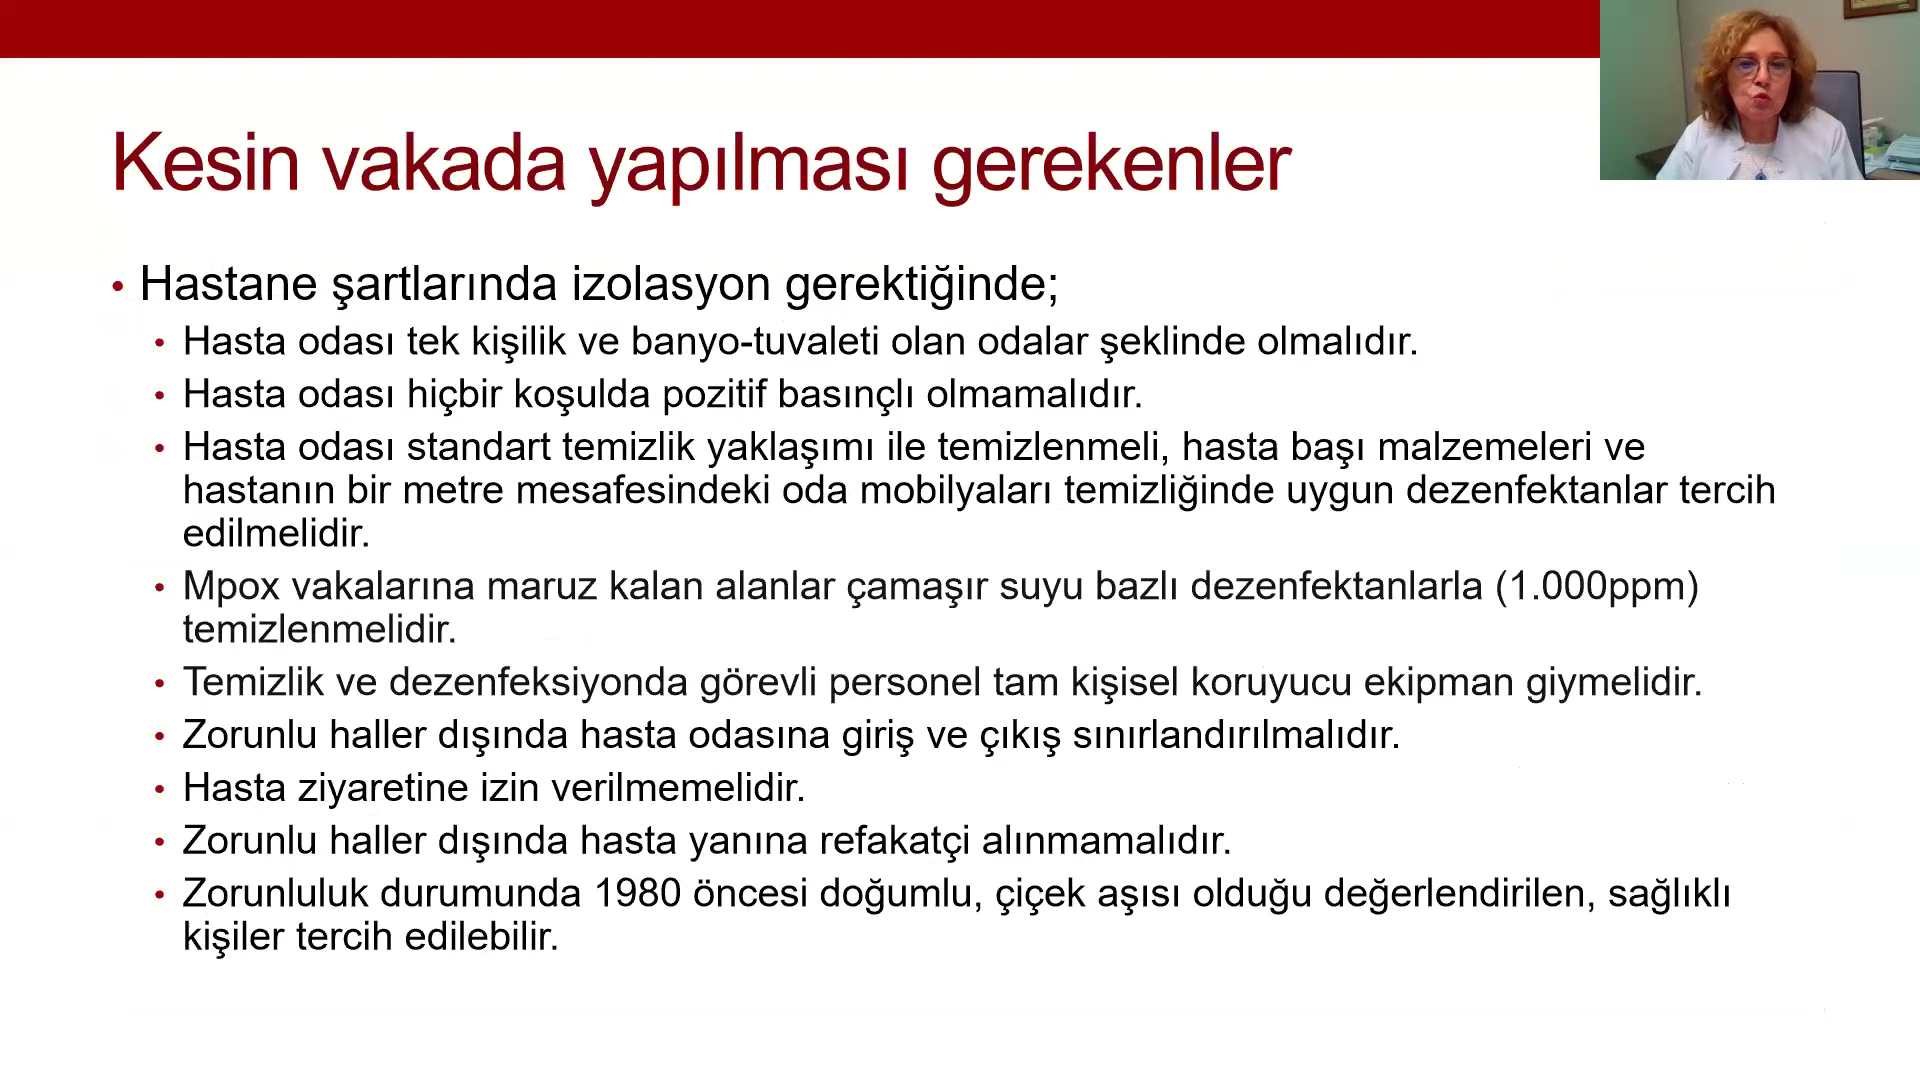 Kesin vakada yapılması gerekenler
• Hastane şartlarında izolasyon gerektiğinde;
• Hasta odası tek kişilik ve banyo-tuvaleti olan odalar şeklinde olmalıdır.
• Hasta odası hiçbir koşulda pozitif basınçlı olmamalıdır.
• Hasta odası standart temizlik yaklaşımı ile temizlenmeli, hasta başı malzemeleri ve
hastanın bir metre mesafesindeki oda mobilyaları temizliğinde uygun dezenfektanlar tercih
edilmelidir.
• Mpox vakalarına maruz kalan alanlar çamaşır suyu bazlı dezenfektanlarla (1.000ppm)
temizlenmelidir.
• Temizlik ve dezenfeksiyonda görevli personel tam kişisel koruyucu ekipman giymelidir.
• Zorunlu haller dışında hasta odasına giriş ve çıkış sınırlandırılmalıdır.
• Hasta ziyaretine izin verilmemelidir.
• Zorunlu haller dışında hasta yanına refakatçi alınmamalıdır.
• Zorunluluk durumunda 1980 öncesi doğumlu, çiçek aşısı olduğu değerlendirilen, sağlıklı
kişiler tercih edilebilir.